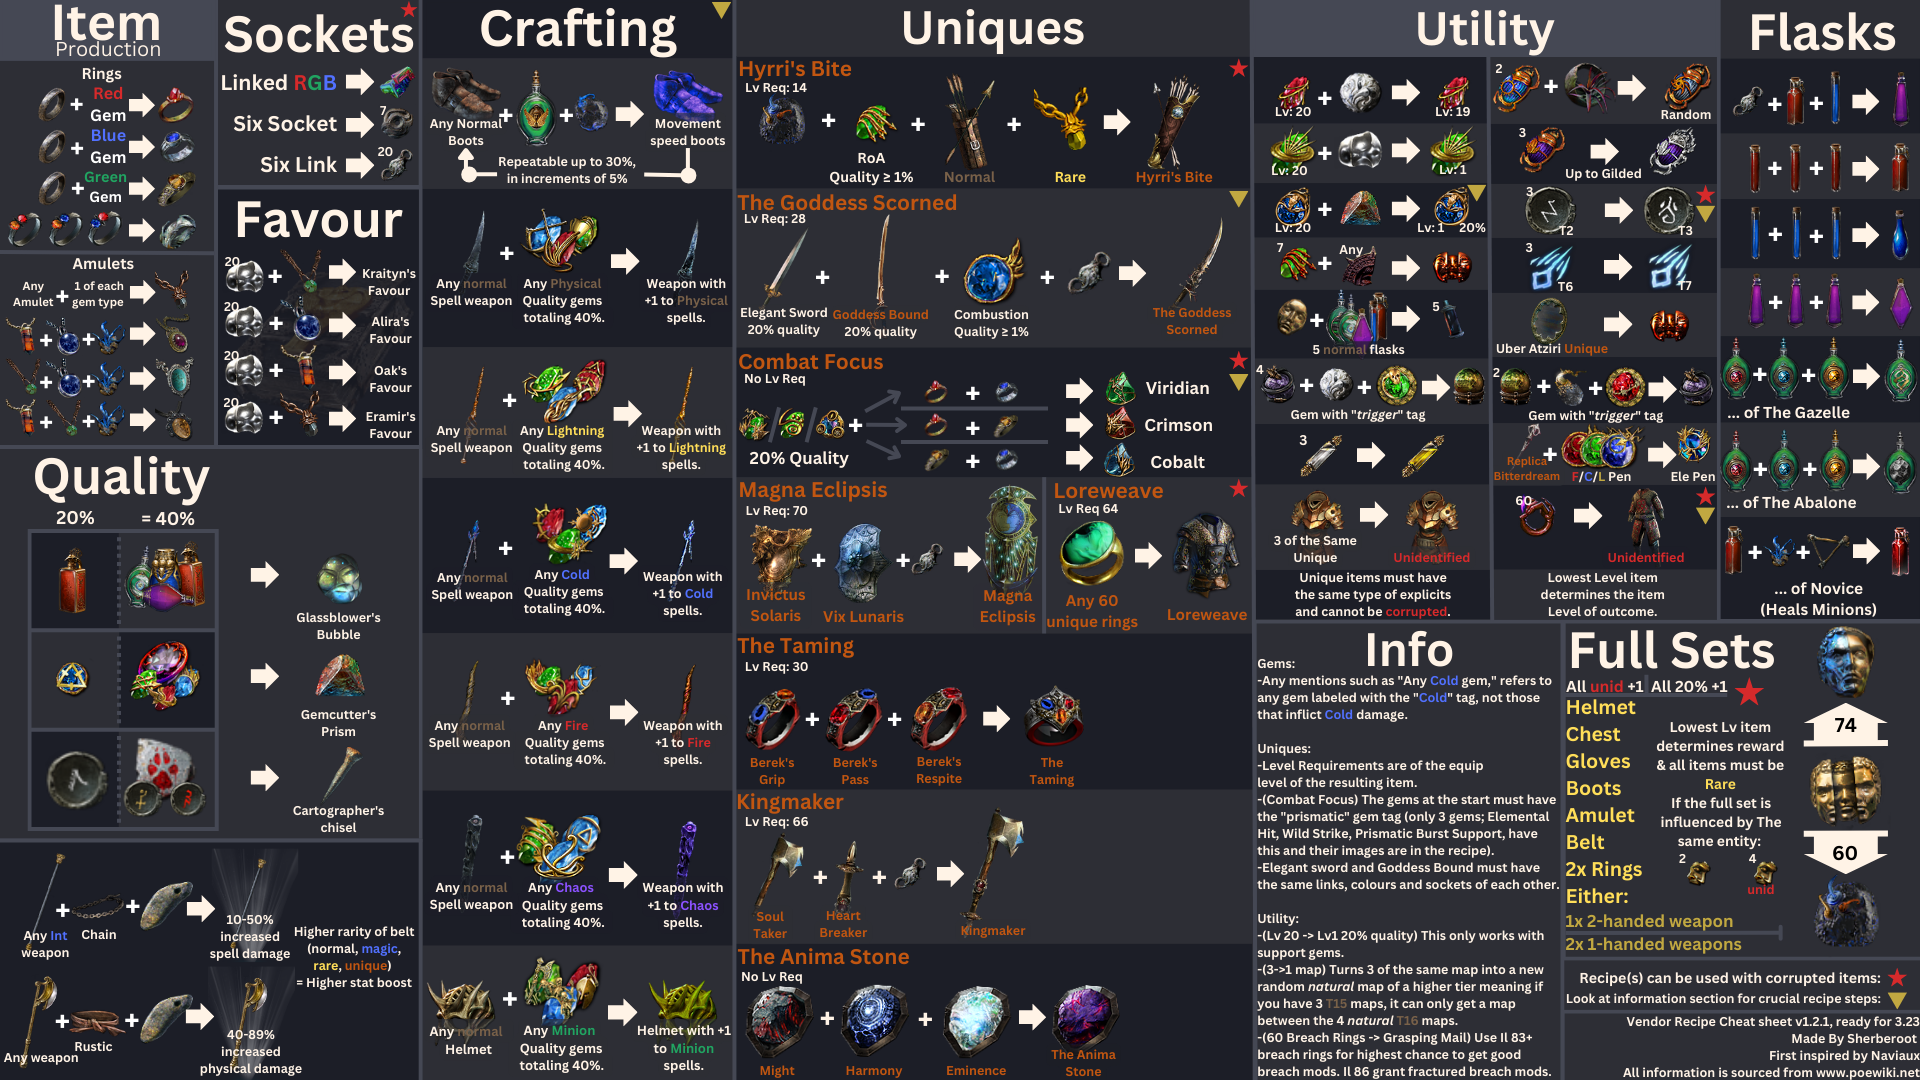 Item
Production
Rings
Red
Gem
Blue
Gem
Green
Gem
Amulets
Any
Amulet
1 of each
gem type
Sockets
Linked RGB
Six Socket
7
Six Link
20
Favour
20
Kraityn's
Favour
20
Alira's
Favour
20
Oak's
Favour
20
Eramir's
Favour
Quality
20%
= 40%
Glassblower's
Bubble
Gemcutter's
Prism
Cartographer's
chisel
Any Int
weapon
Chain
10-50%
increased
spell damage
Any weapon
Rustic
40-89%
increased
physical damage
Higher rarity of belt
(normal, magic,
rare, unique)
= Higher stat boost
Crafting
Any Normal
Boots
Movement
speed boots
Repeatable up to 30%,
in increments of 5%
Any normal
Spell weapon
Any Physical
Quality gems
totaling 40%.
Weapon with
+1 to Physical
spells.
Any normal
Spell weapon
Any Lightning
Quality gems
totaling 40%.
Weapon with
+1 to Lightning
spells.
Any normal
Spell weapon
Any Cold
Quality gems
totaling 40%.
Weapon with
+1 to Cold
spells.
Any normal
Spell weapon
Any Fire
Quality gems
totaling 40%.
Weapon with
+1 to Fire
spells.
Any normal
Spell weapon
Any Chaos
Quality gems
totaling 40%.
Weapon with
+1 to Chaos
spells.
Any normal
Helmet
Any Minion
Quality gems
totaling 40%.
Helmet with +1
to Minion
spells.
Uniques
Hyrri's Bite
Lv Req: 14
RoA
Quality ≥ 1%
Normal
Rare
Hyrri's Bite
The Goddess Scorned
Lv Req: 28
Elegant Sword
20% quality
Goddess Bound
20% quality
Combustion
Quality ≥ 1%
The Goddess
Scorned
Combat Focus
No Lv Req
20% Quality
Viridian
Crimson
Cobalt
Magna Eclipsis
Lv Req: 70
Invictus
Solaris
Vix Lunaris
Magna
Eclipsis
Loreweave
Lv Req 64
Any 60
unique rings
Loreweave
The Taming
Lv Req: 30
Berek's
Grip
Berek's
Pass
Berek's
Respite
The
Taming
Kingmaker
Lv Req: 66
Soul
Taker
Heart
Breaker
Kingmaker
The Anima Stone
No Lv Req
Might
Harmony
Eminence
The Anima
Stone
Utility
Lv: 20
Lv: 19
Lv: 20
Lv: 1
Lv: 20
Lv: 1 20%
7
Any
5
5 normal flasks
4
Gem with "trigger" tag
3
3 of the Same
Unique
Unidentified
Unique items must have
the same type of explicits
and cannot be corrupted.
2
Random
3
Up to Gilded
3
T2
T3
3
T6
T7
Uber Atziri Unique
2
Gem with "trigger" tag
Replica
Bitterdream
F/C/L Pen
Ele Pen
60
Unidentified
Lowest Level item
determines the item
Level of outcome.
Flasks
... of The Gazelle
... of The Abalone
... of Novice
(Heals Minions)
Info
Gems:
-Any mentions such as "Any Cold gem," refers to
any gem labeled with the "Cold" tag, not those
that inflict Cold damage.
Uniques:
-Level Requirements are of the equip
level of the resulting item.
-(Combat Focus) The gems at the start must have
the "prismatic" gem tag (only 3 gems; Elemental
Hit, Wild Strike, Prismatic Burst Support, have
this and their images are in the recipe).
-Elegant sword and Goddess Bound must have
the same links, colours and sockets of each other.
Utility:
-(Lv 20 -> Lv1 20% quality) This only works with
support gems.
-(3->1 map) Turns 3 of the same map into a new
random natural map of a higher tier meaning if
you have 3 T15 maps, it can only get a map
between the 4 natural T16 maps.
-(60 Breach Rings -> Grasping Mail) Use Il 83+
breach rings for highest chance to get good
breach mods. Il 86 grant fractured breach mods.
Full Sets
All unid +1
All 20% +1
Helmet
Chest
Gloves
Boots
Amulet
Belt
2x Rings
Either:
1x 2-handed weapon
2x 1-handed weapons
Lowest Lv item
determines reward
& all items must be
Rare
If the full set is
influenced by The
same entity:
2
4
unid
74
60
Recipe(s) can be used with corrupted items:
Look at information section for crucial recipe steps:
Vendor Recipe Cheat sheet v1.2.1, ready for 3.23
Made By Sherberoot
First inspired by Naviaux
All information is sourced from www.poewiki.net